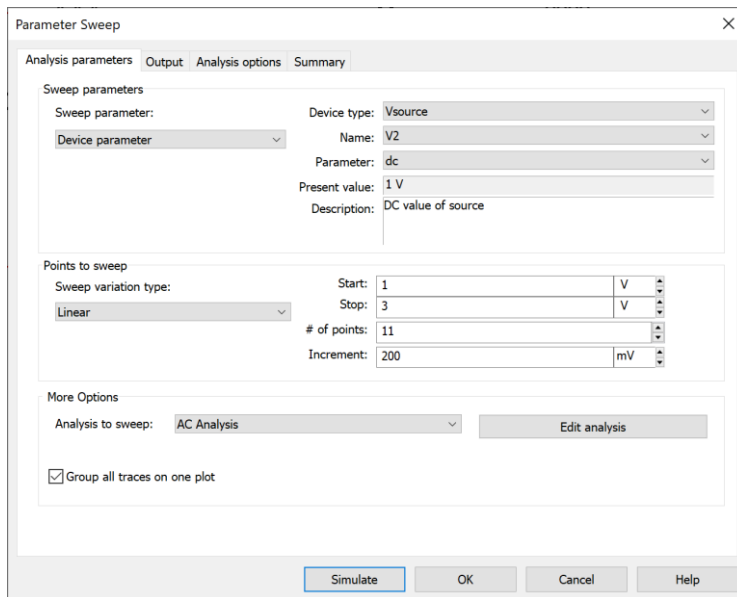 Parameter Sweep
Analysis parameters Output Analysis options Summary
Sweep parameters
Sweep parameter:
Device parameter
Device type: Vsource
Name: V2
Parameter: dc
Present value: 1 V
Description: DC value of source
Points to sweep
Sweep variation type:
Linear
Start: 1 V
Stop: 3 V
# of points: 11
Increment: 200 mV
More Options
Analysis to sweep: AC Analysis Edit analysis
Group all traces on one plot
Simulate OK Cancel Help